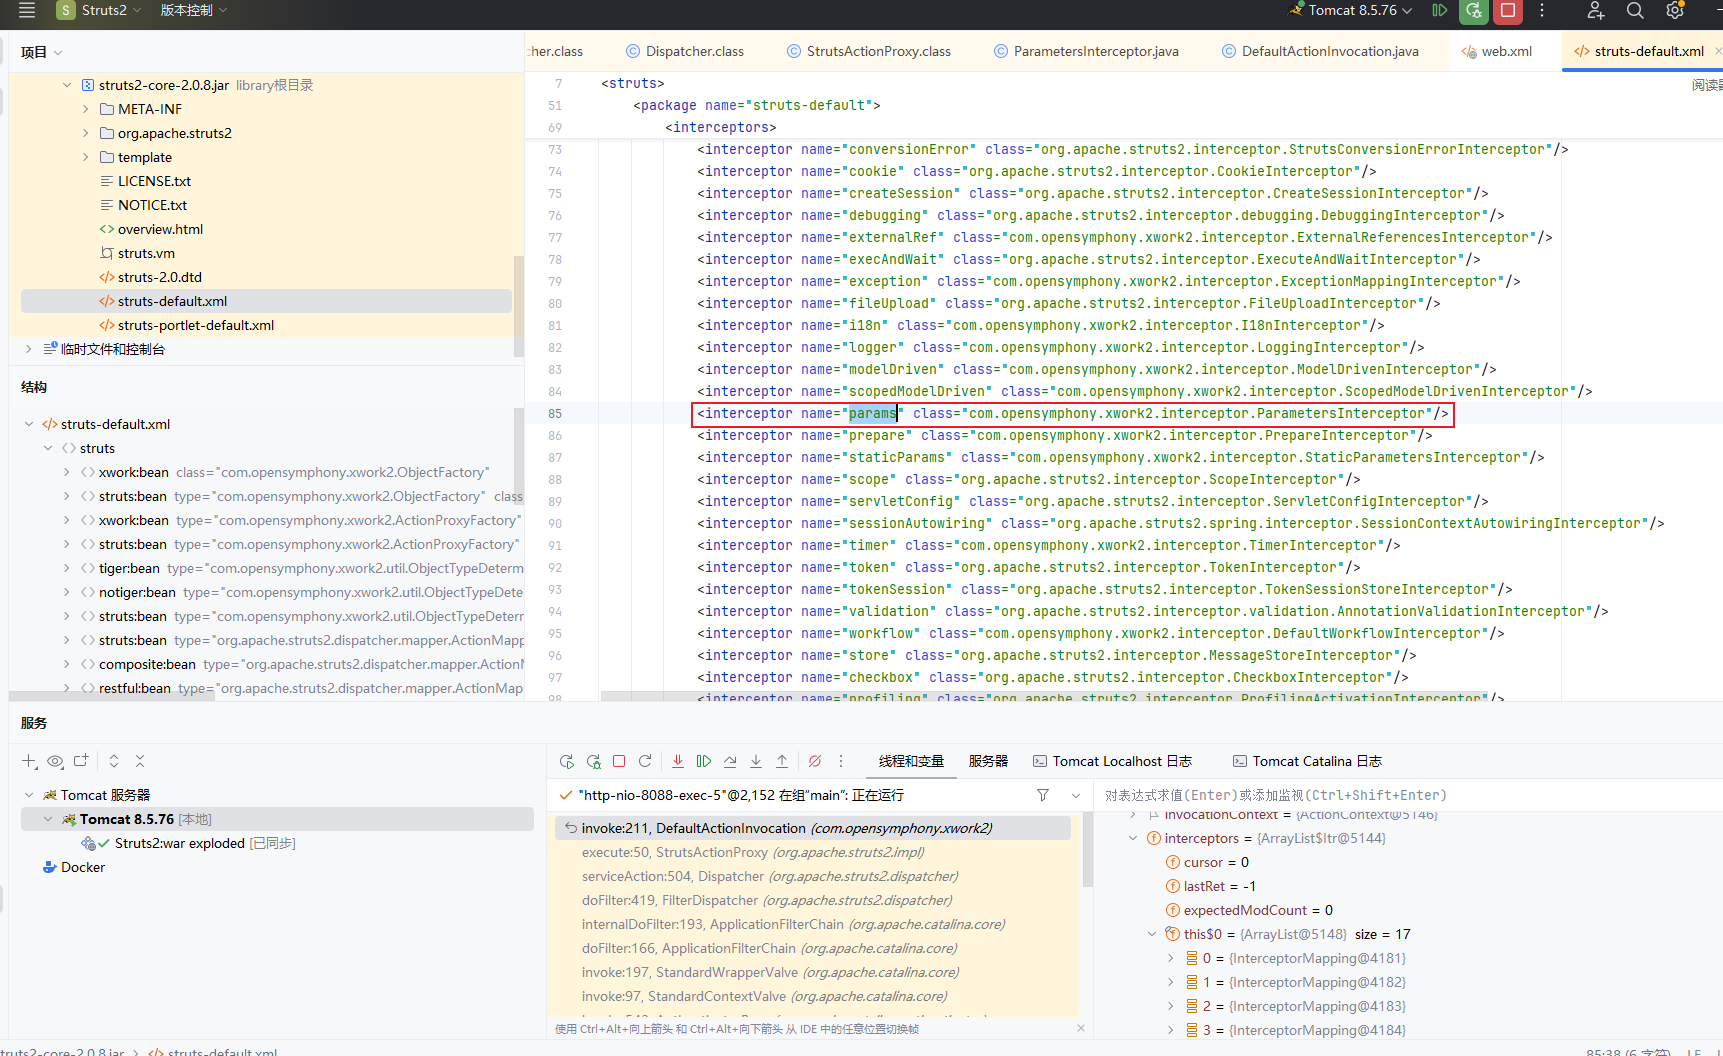 S Struts2 版本控制 Tomcat 8.5.76
项目
struts2-core-2.0.8.jar library根目录
META-INF
org.apache.struts2
template
LICENSE.txt
NOTICE.txt
overview.html
struts.vm
struts-2.0.dtd
struts-default.xml
struts-portlet-default.xml
临时文件和控制台
结构
struts-default.xml
struts
xwork:bean class="com.opensymphony.xwork2.ObjectFactory"
struts:bean type="com.opensymphony.xwork2.ObjectFactory" class
xwork:bean type="com.opensymphony.xwork2.ActionProxyFactory"
struts:bean type="com.opensymphony.xwork2.ActionProxyFactory"
tiger:bean type="com.opensymphony.xwork2.util.ObjectTypeDeterm
notiger:bean type="com.opensymphony.xwork2.util.ObjectTypeDete
struts:bean type="com.opensymphony.xwork2.util.ObjectTypeDeterr
struts:bean type="org.apache.struts2.dispatcher.mapper.ActionMapp
composite:bean type="org.apache.struts2.dispatcher.mapper.Action
restful:bean type="org.apache.struts2.dispatcher.mapper.ActionMap
her.class Dispatcher.class StrutsActionProxy.class ParametersInterceptor.java DefaultActionInvocation.java web.xml struts-default.xml
7 <struts>
阅读器
51 <package name="struts-default">
69 <interceptors>
73 <interceptor name="conversionError" class="org.apache.struts2.interceptor.StrutsConversionErrorInterceptor"/>
74 <interceptor name="cookie" class="org.apache.struts2.interceptor.CookieInterceptor"/>
75 <interceptor name="createSession" class="org.apache.struts2.interceptor.CreateSessionInterceptor"/>
76 <interceptor name="debugging" class="org.apache.struts2.interceptor.debugging.DebuggingInterceptor"/>
77 <interceptor name="externalRef" class="com.opensymphony.xwork2.interceptor.ExternalReferencesInterceptor"/>
78 <interceptor name="execAndWait" class="org.apache.struts2.interceptor.ExecuteAndWaitInterceptor"/>
79 <interceptor name="exception" class="com.opensymphony.xwork2.interceptor.ExceptionMappingInterceptor"/>
80 <interceptor name="fileUpload" class="org.apache.struts2.interceptor.FileUploadInterceptor"/>
81 <interceptor name="i18n" class="com.opensymphony.xwork2.interceptor.I18nInterceptor"/>
82 <interceptor name="logger" class="com.opensymphony.xwork2.interceptor.LoggingInterceptor"/>
83 <interceptor name="modelDriven" class="com.opensymphony.xwork2.interceptor.ModelDrivenInterceptor"/>
84 <interceptor name="scopedModelDriven" class="com.opensymphony.xwork2.interceptor.ScopedModelDrivenInterceptor"/>
85 <interceptor name="params" class="com.opensymphony.xwork2.interceptor.ParametersInterceptor"/>
86 <interceptor name="prepare" class="com.opensymphony.xwork2.interceptor.PrepareInterceptor"/>
87 <interceptor name="staticParams" class="com.opensymphony.xwork2.interceptor.StaticParametersInterceptor"/>
88 <interceptor name="scope" class="org.apache.struts2.interceptor.ScopeInterceptor"/>
89 <interceptor name="servletConfig" class="org.apache.struts2.interceptor.ServletConfigInterceptor"/>
90 <interceptor name="sessionAutowiring" class="org.apache.struts2.spring.interceptor.SessionContextAutowiringInterceptor"/>
91 <interceptor name="timer" class="com.opensymphony.xwork2.interceptor.TimerInterceptor"/>
92 <interceptor name="token" class="org.apache.struts2.interceptor.TokenInterceptor"/>
93 <interceptor name="tokenSession" class="org.apache.struts2.interceptor.TokenSessionStoreInterceptor"/>
94 <interceptor name="validation" class="org.apache.struts2.interceptor.validation.AnnotationValidationInterceptor"/>
95 <interceptor name="workflow" class="com.opensymphony.xwork2.interceptor.DefaultWorkflowInterceptor"/>
96 <interceptor name="store" class="org.apache.struts2.interceptor.MessageStoreInterceptor"/>
97 <interceptor name="checkbox" class="org.apache.struts2.interceptor.CheckboxInterceptor"/>
98 <interceptor name="profiling" class="org.apache.struts2.interceptor.ProfilingActivationInterceptor"/>
服务
Tomcat 服务器
Tomcat 8.5.76 [本地]
Struts2:war exploded [已同步]
Docker
线程和变量 服务器 Tomcat Localhost 日志 Tomcat Catalina 日志
"http-nio-8088-exec-5"@2,152 在组"main": 正在运行
invoke:211, DefaultActionInvocation (com.opensymphony.xwork2)
execute:50, StrutsActionProxy (org.apache.struts2.impl)
serviceAction:504, Dispatcher (org.apache.struts2.dispatcher)
doFilter:419, FilterDispatcher (org.apache.struts2.dispatcher)
internalDoFilter:193, ApplicationFilterChain (org.apache.catalina.core)
doFilter:166, ApplicationFilterChain (org.apache.catalina.core)
invoke:197, StandardWrapperValve (org.apache.catalina.core)
invoke:97, StandardContextValve (org.apache.catalina.core)
使用 Ctrl+Alt+向上箭头 和 Ctrl+Alt+向下箭头 从 IDE 中的任意位置切换帧
对表达式求值(Enter)或添加监视(Ctrl+Shift+Enter)
invocationContext = {ActionContext@5146}
interceptors = {ArrayList$Itr@5144}
cursor = 0
lastRet = -1
expectedModCount = 0
this$0 = {ArrayList@5148} size = 17
0 = {InterceptorMapping@4181}
1 = {InterceptorMapping@4182}
2 = {InterceptorMapping@4183}
3 = {InterceptorMapping@4184}
truts2-core-2.0.8.jar struts-default.xml
85:38 (6 字符) LF